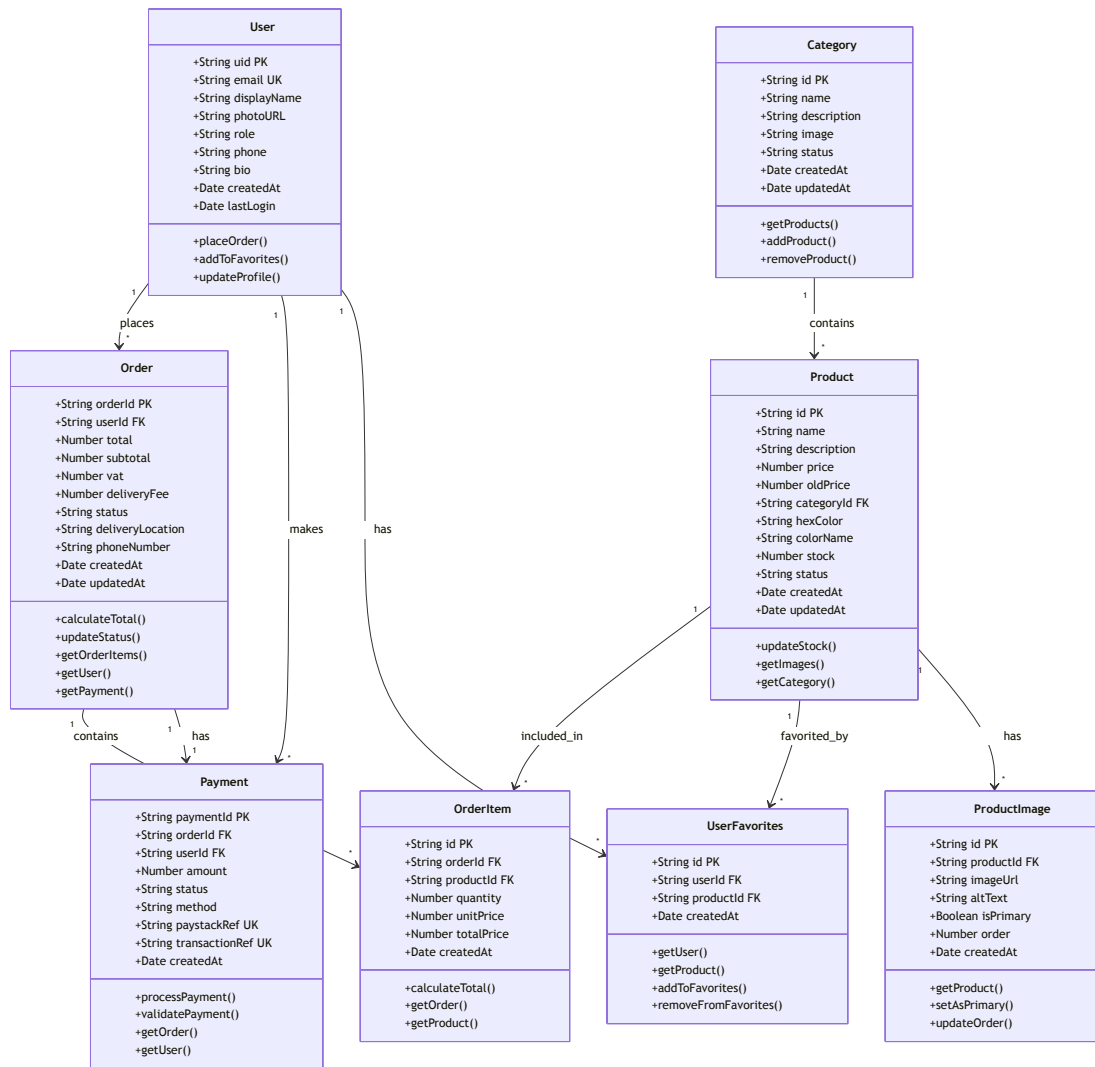 User
+String uid PK
+String email UK
+String displayName
+String photoURL
+String role
+String phone
+String bio
+Date createdAt
+Date lastLogin
+placeOrder()
+addToFavorites()
+updateProfile()
Category
+String id PK
+String name
+String description
+String image
+String status
+Date createdAt
+Date updatedAt
+getProducts()
+addProduct()
+removeProduct()
1
places
*
1
makes
*
1
has
*
1
contains
*
Order
+String orderId PK
+String userId FK
+Number total
+Number subtotal
+Number vat
+Number deliveryFee
+String status
+String deliveryLocation
+String phoneNumber
+Date createdAt
+Date updatedAt
+calculateTotal()
+updateStatus()
+getOrderItems()
+getUser()
+getPayment()
Product
+String id PK
+String name
+String description
+Number price
+Number oldPrice
+String categoryId FK
+String hexColor
+String colorName
+Number stock
+String status
+Date createdAt
+Date updatedAt
+updateStock()
+getImages()
+getCategory()
1
contains
*
1
has
1
1
included_in
*
1
favorited_by
*
1
has
*
Payment
+String paymentId PK
+String orderId FK
+String userId FK
+Number amount
+String status
+String method
+String paystackRef UK
+String transactionRef UK
+Date createdAt
+processPayment()
+validatePayment()
+getOrder()
+getUser()
OrderItem
+String id PK
+String orderId FK
+String productId FK
+Number quantity
+Number unitPrice
+Number totalPrice
+Date createdAt
+calculateTotal()
+getOrder()
+getProduct()
UserFavorites
+String id PK
+String userId FK
+String productId FK
+Date createdAt
+getUser()
+getProduct()
+addToFavorites()
+removeFromFavorites()
ProductImage
+String id PK
+String productId FK
+String imageUrl
+String altText
+Boolean isPrimary
+Number order
+Date createdAt
+getProduct()
+setAsPrimary()
+updateOrder()